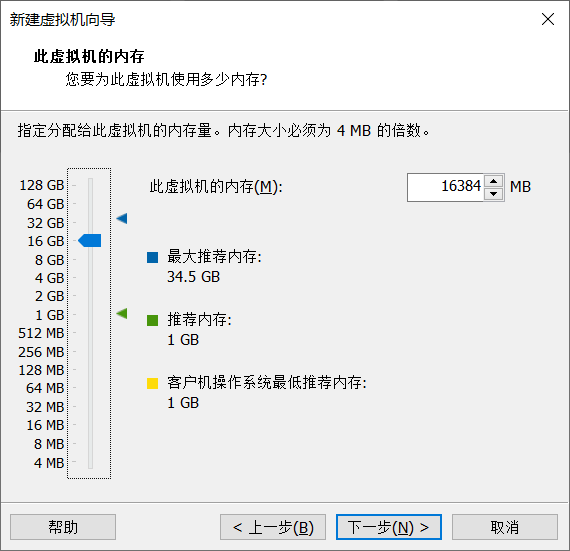 新建虚拟机向导
此虚拟机的内存
您要为此虚拟机使用多少内存?
指定分配给此虚拟机的内存量。内存大小必须为 4 MB 的倍数。
128 GB
64 GB
32 GB
16 GB
8 GB
4 GB
2 GB
1 GB
512 MB
256 MB
128 MB
64 MB
32 MB
16 MB
8 MB
4 MB
此虚拟机的内存(M):
16384 MB
最大推荐内存:
34.5 GB
推荐内存:
1 GB
客户机操作系统最低推荐内存:
1 GB
帮助
< 上一步(B)
下一步(N) >
取消